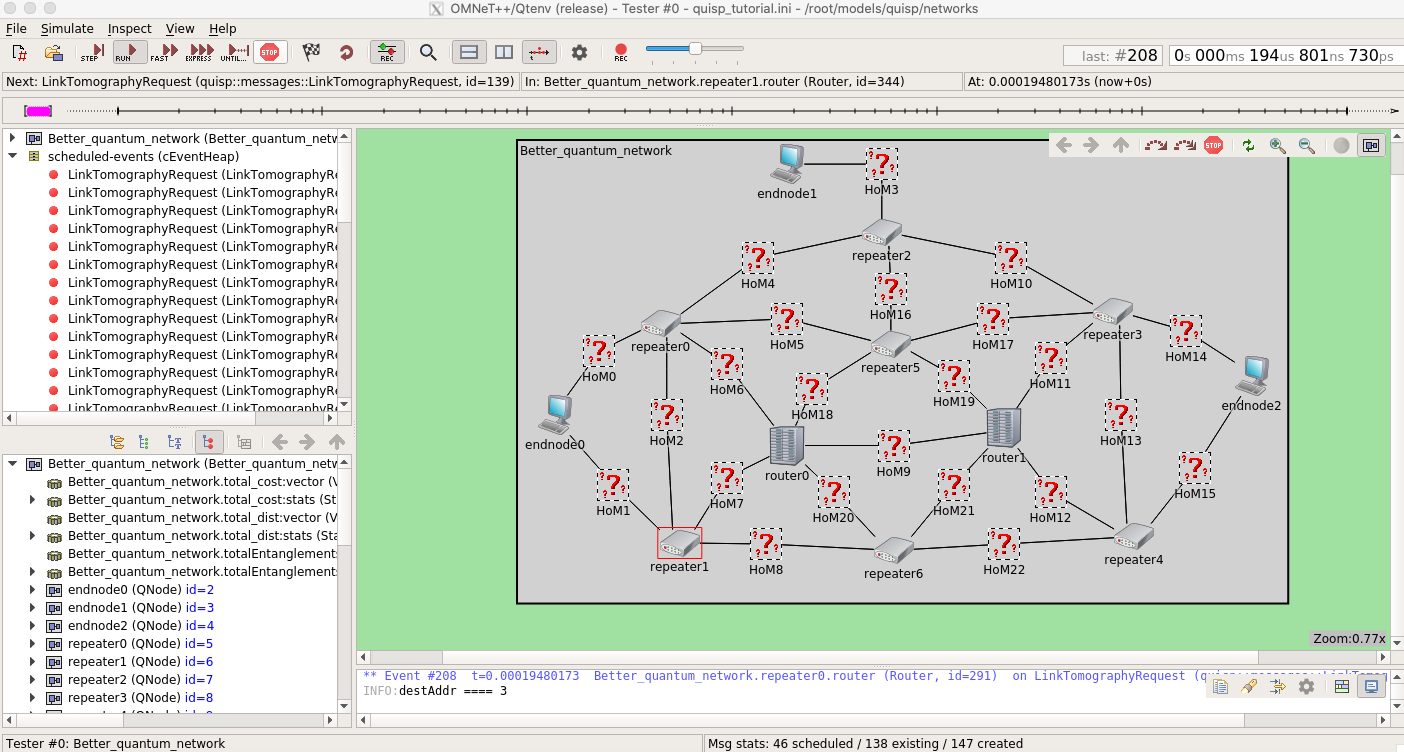 OMNeT++/Qtenv (release) - Tester #0 - quisp_tutorial.ini - /root/models/quisp/networks
File Simulate Inspect View Help
STEP RUN FAST EXPRESS UNTIL... STOP REC REC
last: #208 0s 000ms 194us 801ns 730ps
Next: LinkTomographyRequest (quisp::messages::LinkTomographyRequest, id=139) In: Better_quantum_network.repeater1.router (Router, id=344) At: 0.00019480173s (now+0s)
Better_quantum_network (Better_quantum_netw
scheduled-events (cEventHeap)
LinkTomographyRequest (LinkTomographyRe
LinkTomographyRequest (LinkTomographyRe
LinkTomographyRequest (LinkTomographyRe
LinkTomographyRequest (LinkTomographyRe
LinkTomographyRequest (LinkTomographyRe
LinkTomographyRequest (LinkTomographyRe
LinkTomographyRequest (LinkTomographyRe
LinkTomographyRequest (LinkTomographyRe
LinkTomographyRequest (LinkTomographyRe
LinkTomographyRequest (LinkTomographyRe
LinkTomographyRequest (LinkTomographyRe
LinkTomographyRequest (LinkTomographyRe
LinkTomographyRequest (LinkTomographyRe
LinkTomographyRequest (LinkTomographyRe
Better_quantum_network (Better_quantum_netw
Better_quantum_network.total_cost:vector (V
Better_quantum_network.total_cost:stats (St
Better_quantum_network.total_dist:vector (V
Better_quantum_network.total_dist:stats (Sta
Better_quantum_network.totalEntanglement
Better_quantum_network.totalEntanglement
endnode0 (QNode) id=2
endnode1 (QNode) id=3
endnode2 (QNode) id=4
repeater0 (QNode) id=5
repeater1 (QNode) id=6
repeater2 (QNode) id=7
repeater3 (QNode) id=8
Better_quantum_network
STOP
endnode1
HoM3
repeater2
HoM4
HoM10
HoM16
repeater3
repeater0
HoM5
HoM17
HoM14
repeater5
HoM0
HoM6
HoM11
HoM19
endnode2
HoM18
HoM2
HoM13
endnode0
router1
HoM9
router0
HoM15
HoM1
HoM7
HoM20
HoM21
HoM12
repeater1
HoM8
repeater6
HoM22
repeater4
Zoom:0.77x
** Event #208 t=0.00019480173 Better_quantum_network.repeater0.router (Router, id=291) on LinkTomographyRequest (quisp::messages::LinkTomog
INFO:destAddr ==== 3
Tester #0: Better_quantum_network
Msg stats: 46 scheduled / 138 existing / 147 created